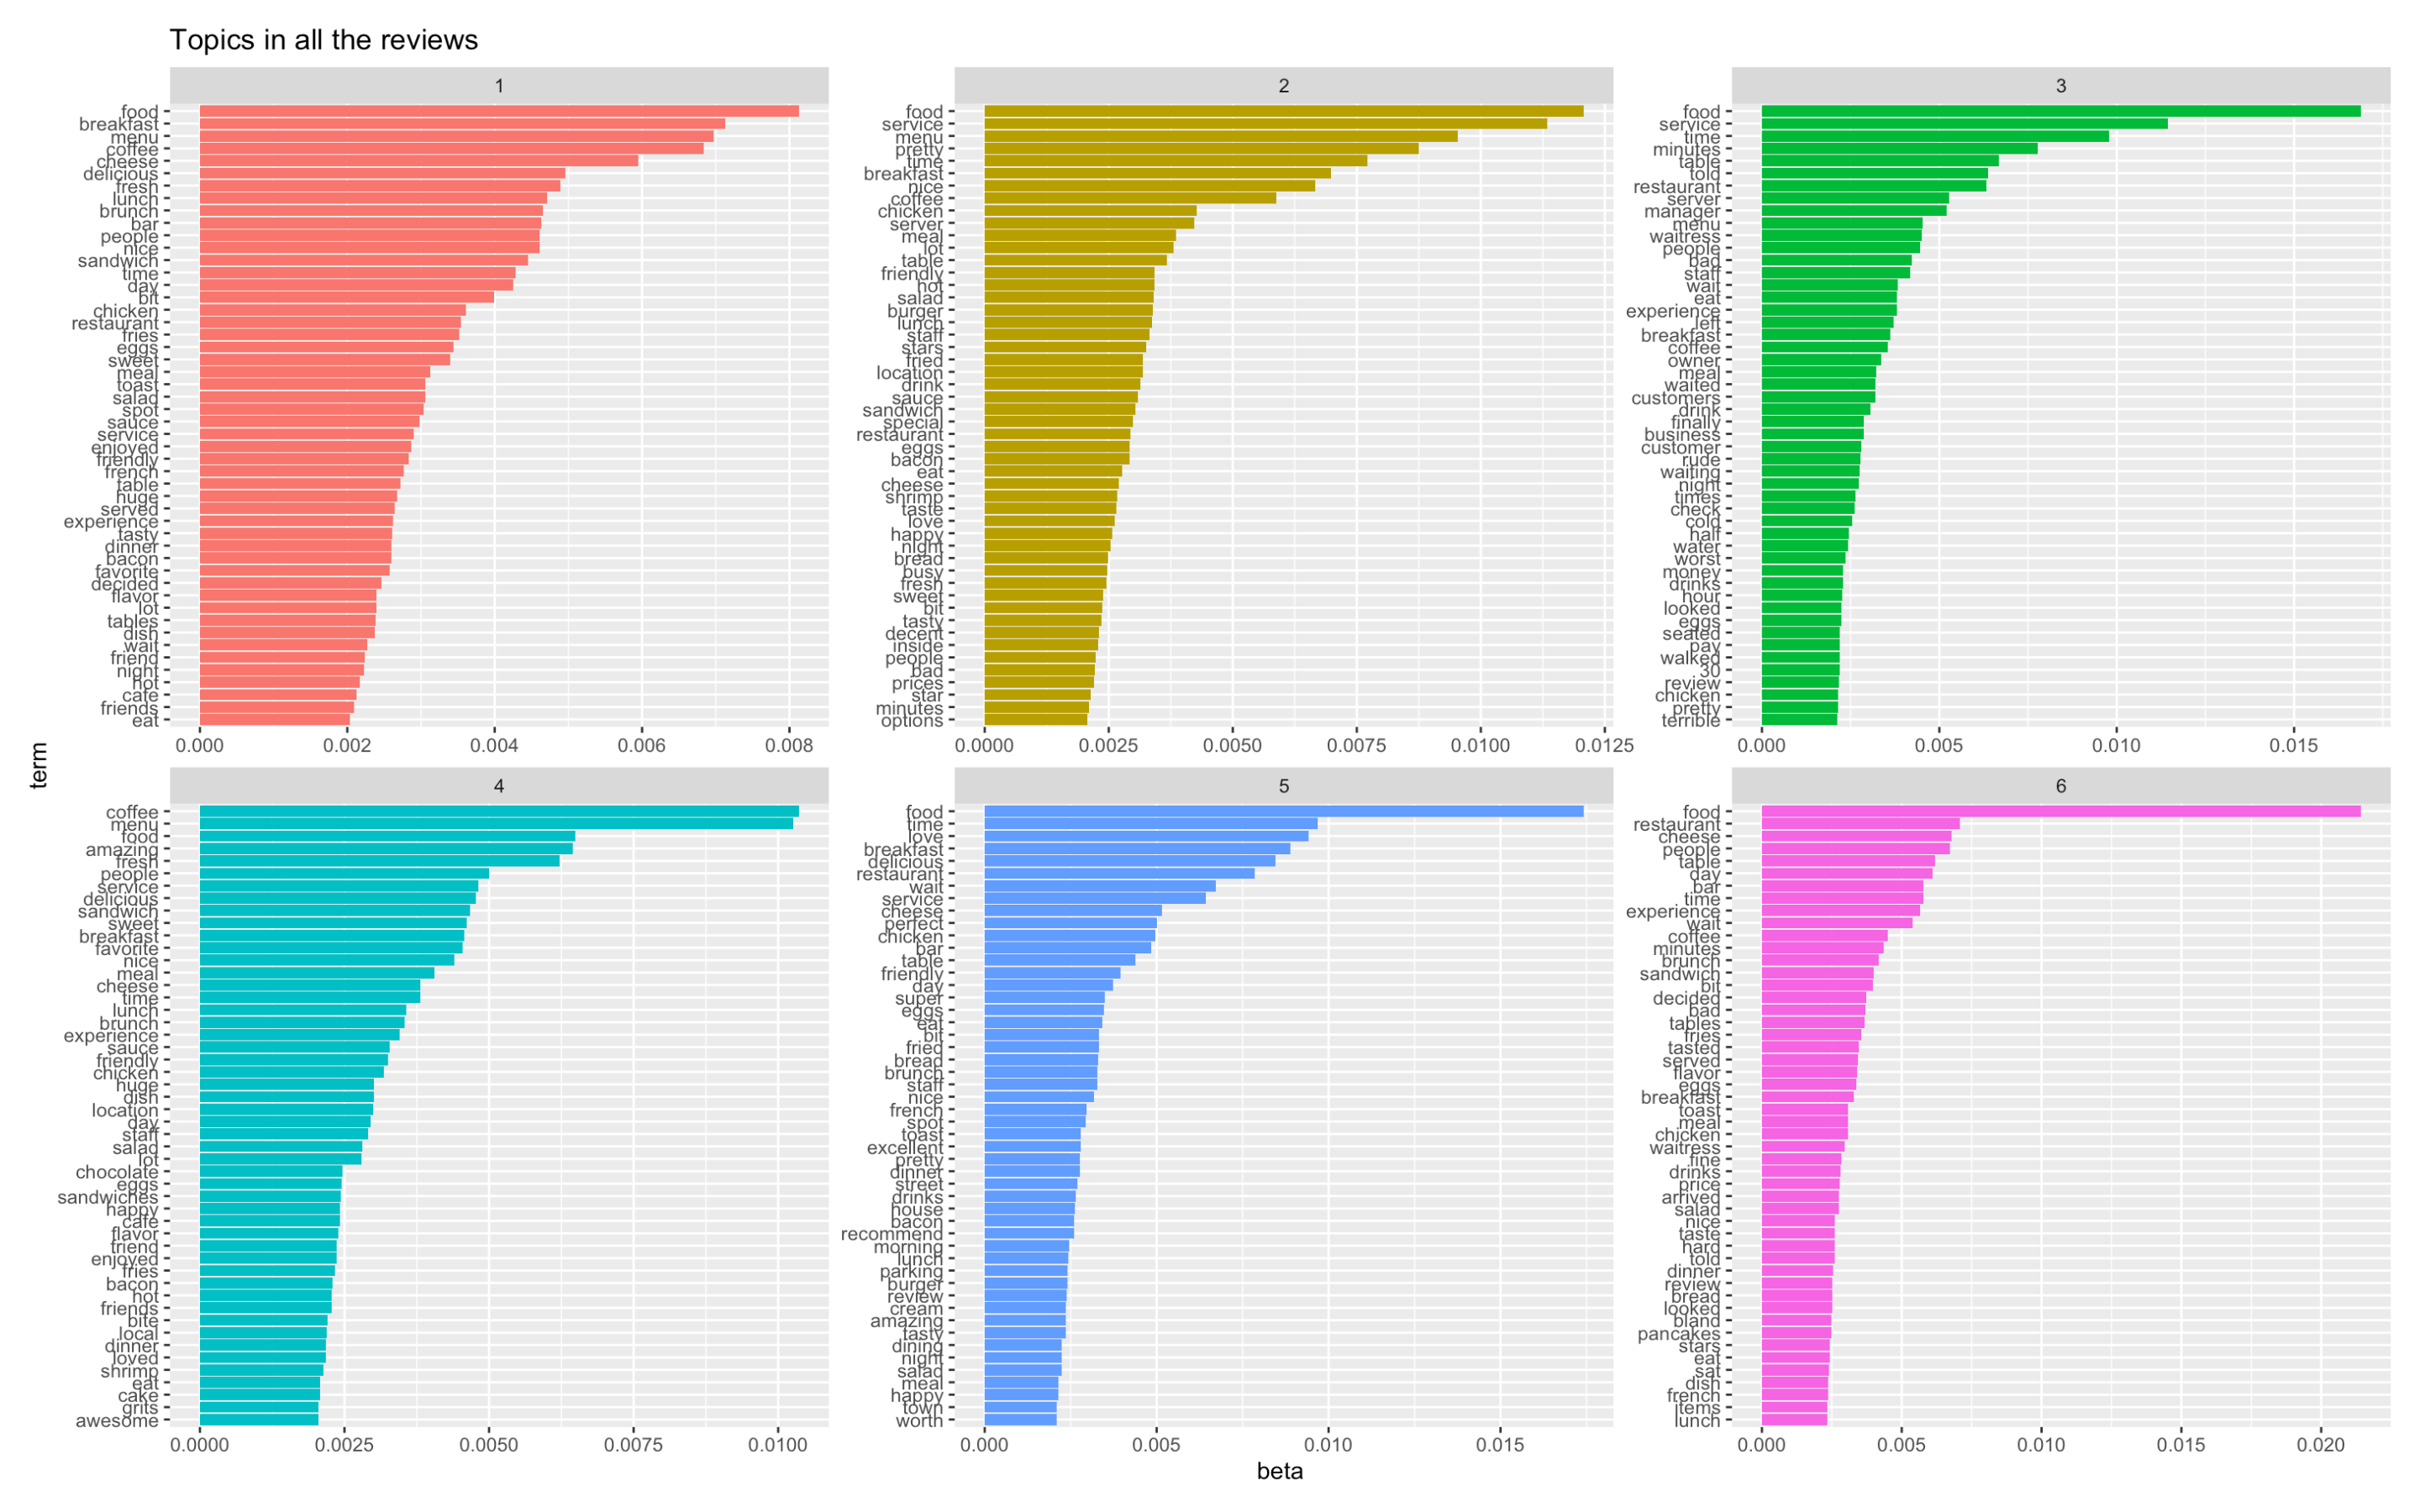 Topics in all the reviews
1
food
breakfast
menu
coffee
cheese
delicious
fresh
lunch
brunch
bar
people
nice
sandwich
time
day
bit
chicken
restaurant
fries
eggs
sweet
meal
toast
salad
spot
sauce
service
enjoyed
friendly
french
table
huge
served
experience
tasty
dinner
bacon
favorite
decided
flavor
lot
tables
dish
wait
friend
night
hot
cafe
friends
eat
0.000 0.002 0.004 0.006 0.008
2
food
service
menu
pretty
time
breakfast
nice
coffee
chicken
server
meal
lot
table
friendly
hot
salad
burger
lunch
staff
stars
fried
location
drink
sauce
sandwich
special
restaurant
eggs
bacon
eat
cheese
shrimp
taste
love
happy
night
bread
busy
fresh
sweet
bit
tasty
decent
inside
people
bad
prices
star
minutes
options
0.0000 0.0025 0.0050 0.0075 0.0100 0.0125
3
food
service
time
minutes
table
told
restaurant
server
manager
menu
waitress
people
bad
staff
wait
eat
experience
left
breakfast
coffee
owner
meal
waited
customers
drink
finally
business
customer
rude
waiting
night
times
check
cold
half
water
worst
money
drinks
hour
looked
eggs
seated
pay
walked
30
review
chicken
pretty
terrible
0.000 0.005 0.010 0.015
term
4
coffee
menu
food
amazing
fresh
people
service
delicious
sandwich
sweet
breakfast
favorite
nice
meal
cheese
time
lunch
brunch
experience
sauce
friendly
chicken
huge
dish
location
day
staff
salad
lot
chocolate
eggs
sandwiches
happy
cafe
flavor
friend
enjoyed
fries
bacon
hot
friends
bite
local
dinner
loved
shrimp
eat
cake
grits
awesome
0.0000 0.0025 0.0050 0.0075 0.0100
5
food
time
love
breakfast
delicious
restaurant
wait
service
cheese
perfect
chicken
bar
table
friendly
day
super
eggs
eat
bit
fried
bread
brunch
staff
nice
french
spot
toast
excellent
pretty
dinner
street
drinks
house
bacon
recommend
morning
lunch
parking
burger
review
cream
amazing
tasty
dining
night
salad
meal
happy
town
worth
0.000 0.005 0.010 0.015
6
food
restaurant
cheese
people
table
day
bar
time
experience
wait
coffee
minutes
brunch
sandwich
bit
decided
bad
tables
fries
tasted
served
flavor
eggs
breakfast
toast
meal
chicken
waitress
fine
drinks
price
arrived
salad
nice
taste
hard
told
dinner
review
bread
looked
bland
pancakes
stars
eat
sat
dish
french
items
lunch
0.000 0.005 0.010 0.015 0.020
beta